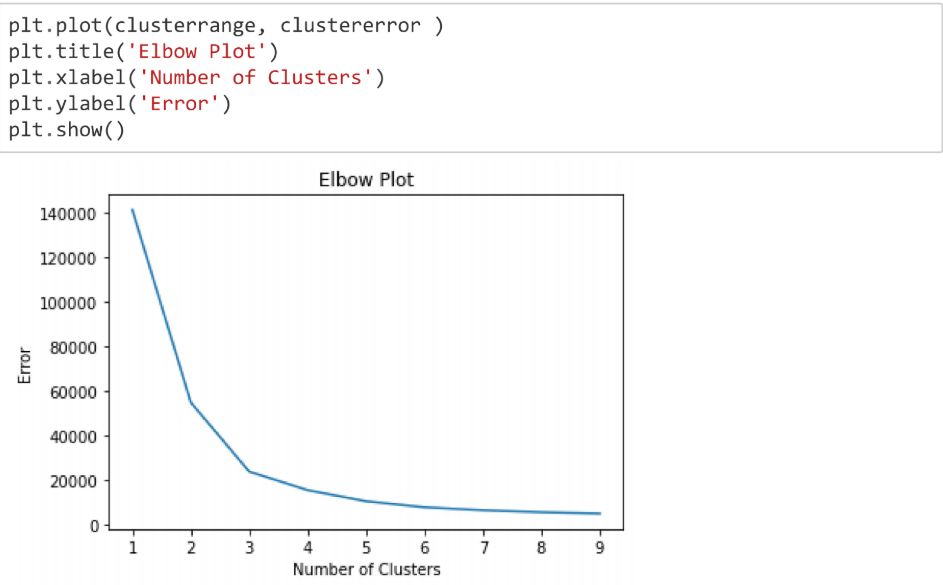 plt.plot(clusterrange, clustererror )
plt.title('Elbow Plot')
plt.xlabel('Number of Clusters')
plt.ylabel('Error')
plt.show()
Elbow Plot
140000
120000
100000
80000
60000
40000
20000
0
Error
1 2 3 4 5 6 7 8 9
Number of Clusters